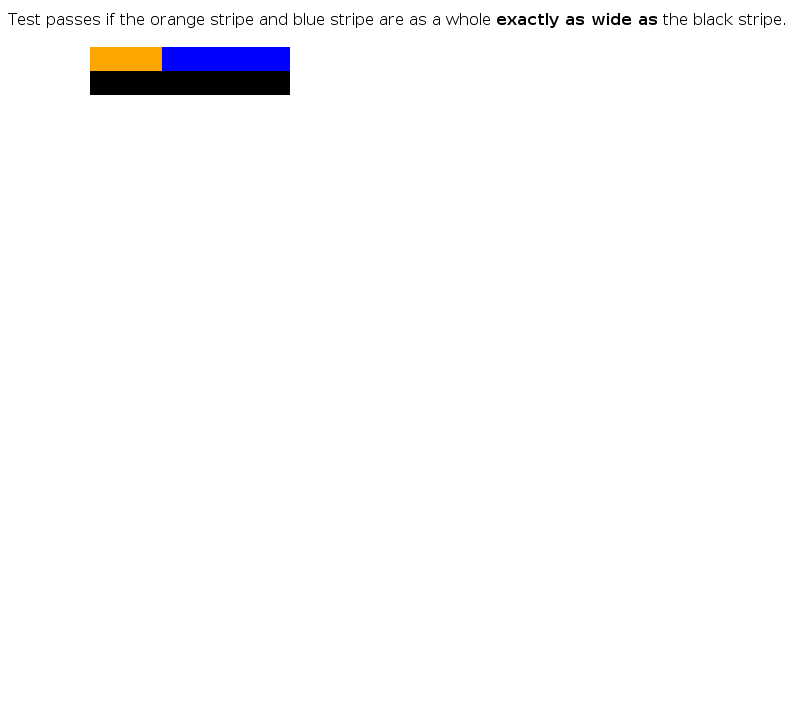 Test passes if the orange stripe and blue stripe are as a whole exactly as wide as the black stripe.